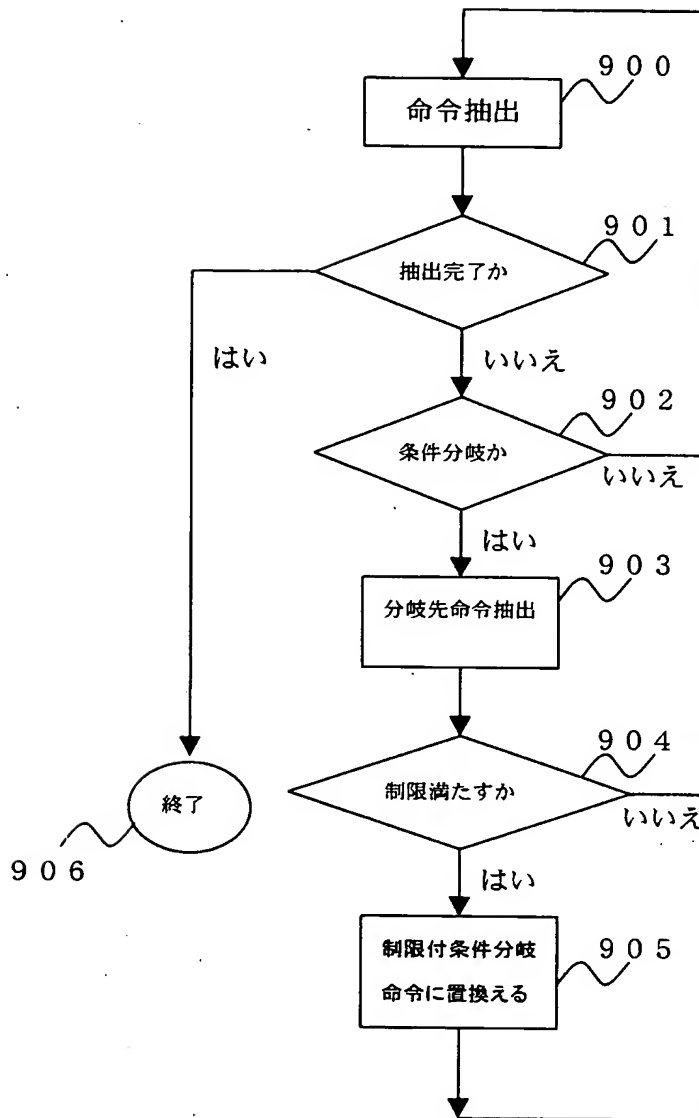 ９００
命令抽出
９０１
抽出完了か
はい
いいえ
９０２
条件分岐か
いいえ
はい
９０３
分岐先命令抽出
９０４
制限満たすか
いいえ
終了
９０６
はい
制限付条件分岐
命令に置換える
９０５